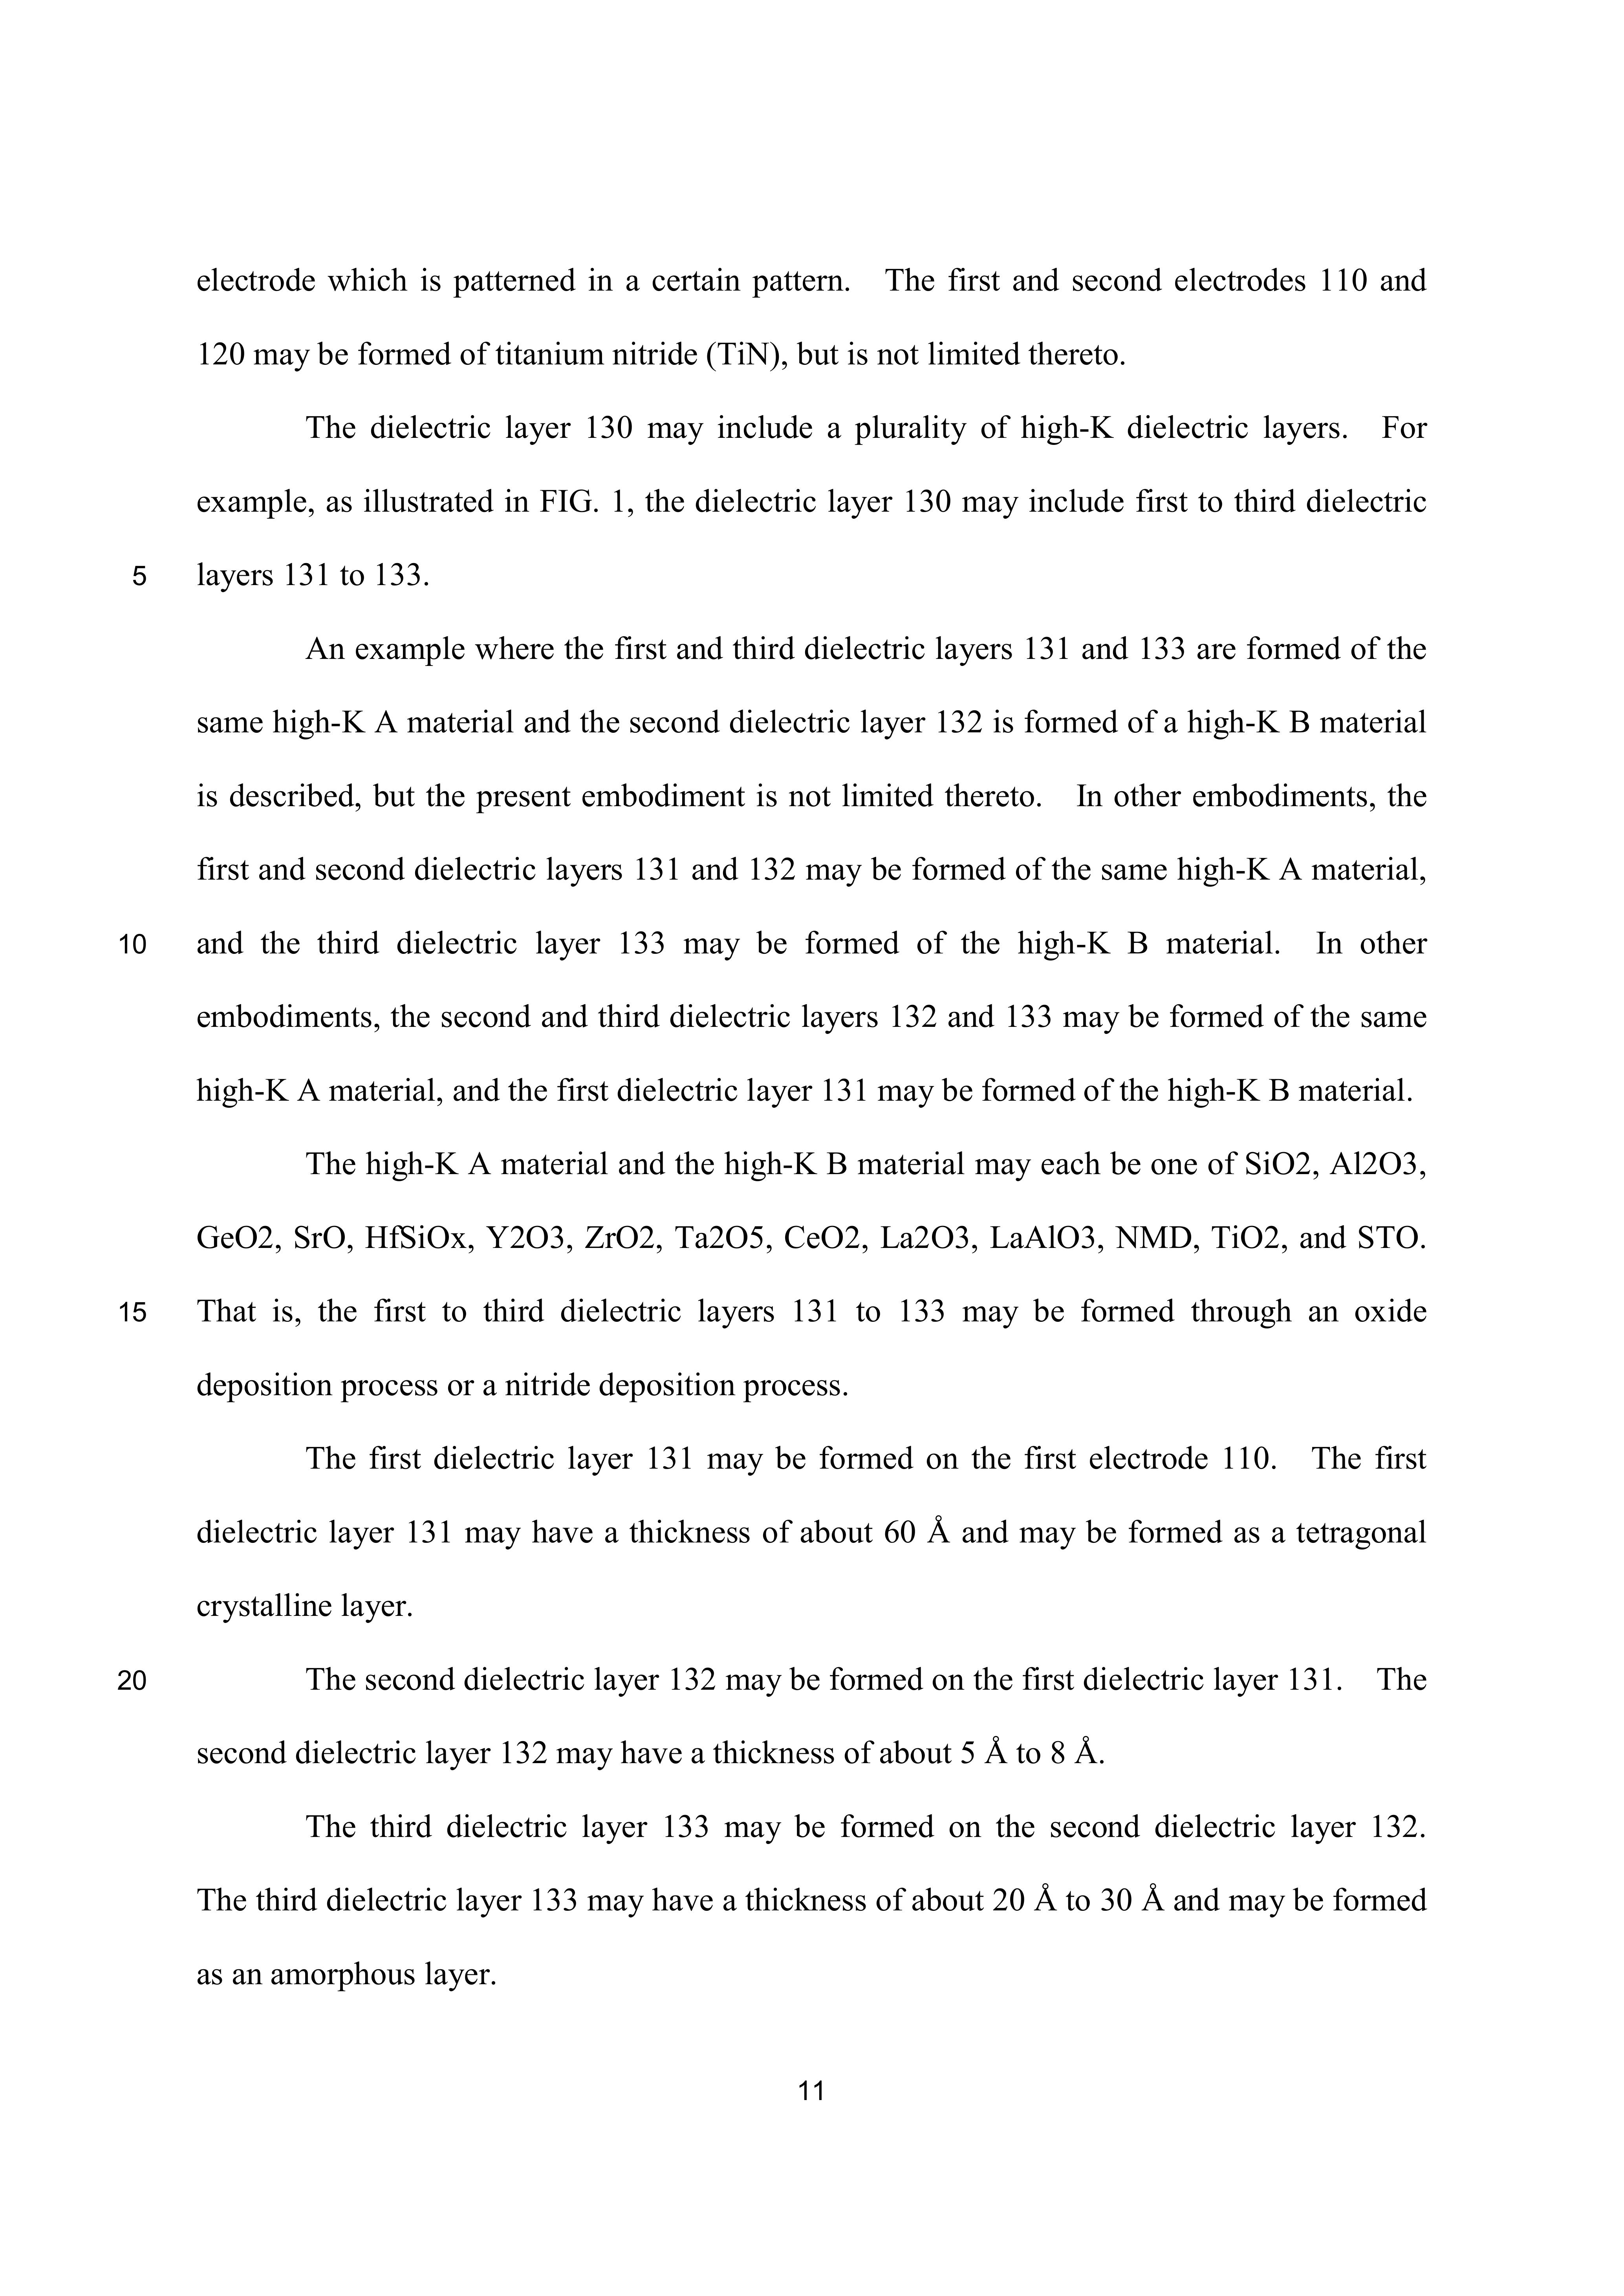 electrode which is patterned in a certain pattern. The first and second electrodes 110 and
120 may be formed of titanium nitride (TiN), but is not limited thereto.
The dielectric layer 130 may include a plurality of high-K dielectric layers. For
example, as illustrated in FIG. 1, the dielectric layer 130 may include first to third dielectric
5 layers 131 to 133.
An example where the first and third dielectric layers 131 and 133 are formed of the
same high-K A material and the second dielectric layer 132 is formed of a high-K B material
is described, but the present embodiment is not limited thereto. In other embodiments, the
first and second dielectric layers 131 and 132 may be formed of the same high-K A material,
10 and the third dielectric layer 133 may be formed of the high-K B material. In other
embodiments, the second and third dielectric layers 132 and 133 may be formed of the same
high-K A material, and the first dielectric layer 131 may be formed of the high-K B material.
The high-K A material and the high-K B material may each be one of SiO2, Al2O3,
GeO2, SrO, HfSiOx, Y2O3, ZrO2, Ta2O5, CeO2, La2O3, LaAlO3, NMD, TiO2, and STO.
15 That is, the first to third dielectric layers 131 to 133 may be formed through an oxide
deposition process or a nitride deposition process.
The first dielectric layer 131 may be formed on the first electrode 110. The first
dielectric layer 131 may have a thickness of about 60 Å and may be formed as a tetragonal
crystalline layer.
20 The second dielectric layer 132 may be formed on the first dielectric layer 131. The
second dielectric layer 132 may have a thickness of about 5 Å to 8 Å.
The third dielectric layer 133 may be formed on the second dielectric layer 132.
The third dielectric layer 133 may have a thickness of about 20 Å to 30 Å and may be formed
as an amorphous layer.
11